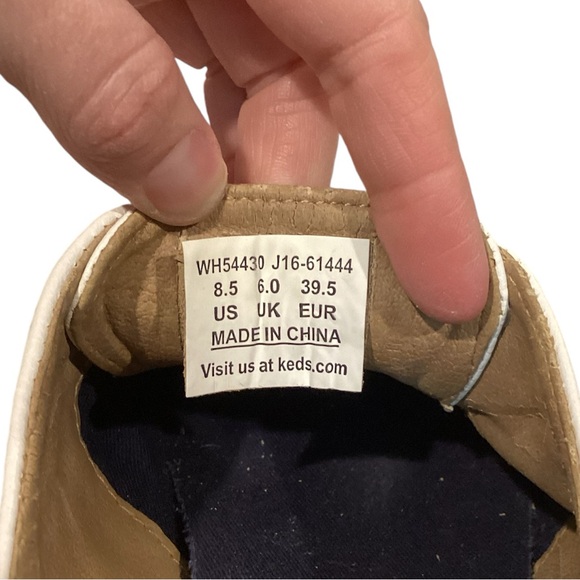 WH54430 J16-61444
8.5 6.0 39.5
US UK EUR
MADE IN CHINA
Visit us at keds.com